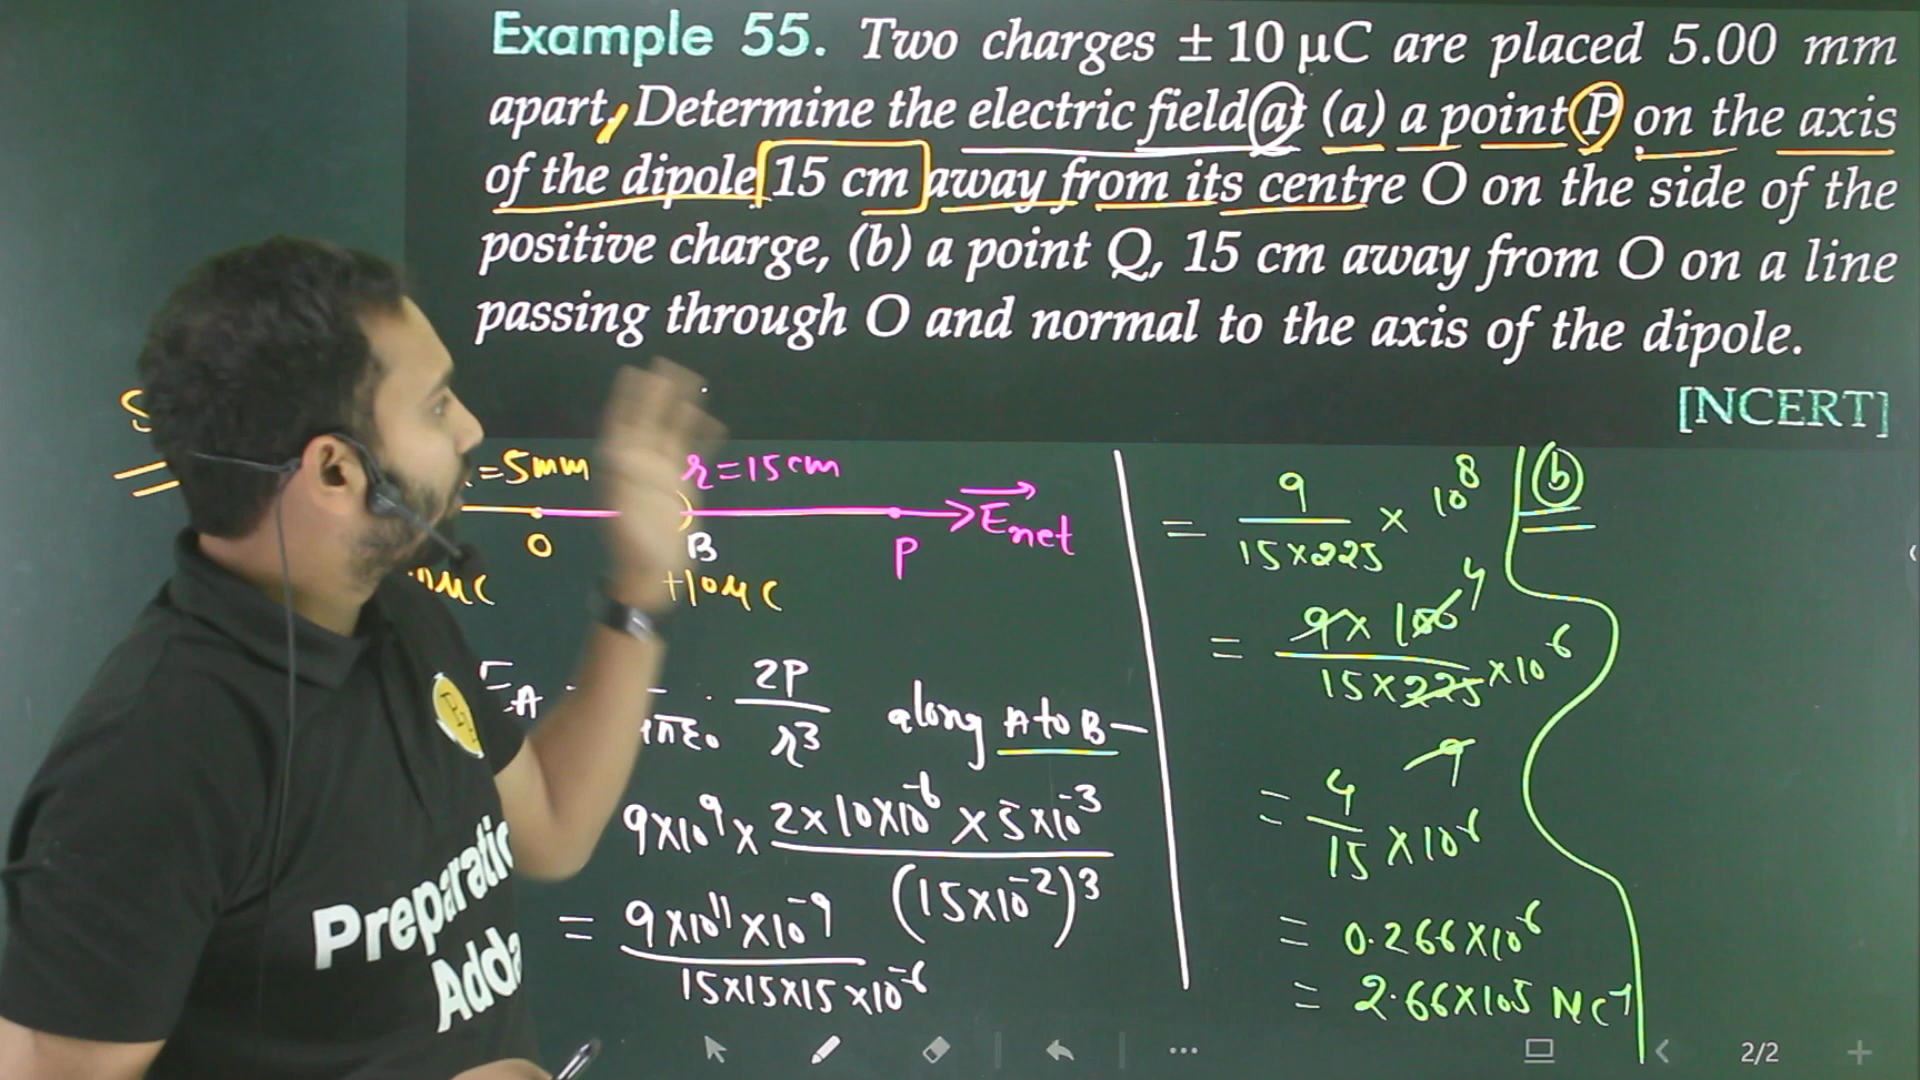 Example 55. Two charges ± 10 μC are placed 5.00 mm
apart. Determine the electric field at (a) a point P on the axis
of the dipole 15 cm away from its centre O on the side of the
positive charge, (b) a point Q, 15 cm away from O on a line
passing through O and normal to the axis of the dipole.
[NCERT]
=5mm r=15cm
O B P E net
μC +10μC
2P / r³ along A to B
9×10⁹ × 2×10×10⁻⁶ × 5×10⁻³ / (15×10⁻²)³
= 9×10¹¹×10⁻⁹ / 15×15×15×10⁻⁶
= 9 / 15×225 × 10⁸
= 9×100 / 15×225 ×10⁶
4
9
= 4/15 ×10⁶
= 0.266×10⁶
= 2.66×10⁵ NC⁻¹
(b)
Preparatio
Adda
2/2